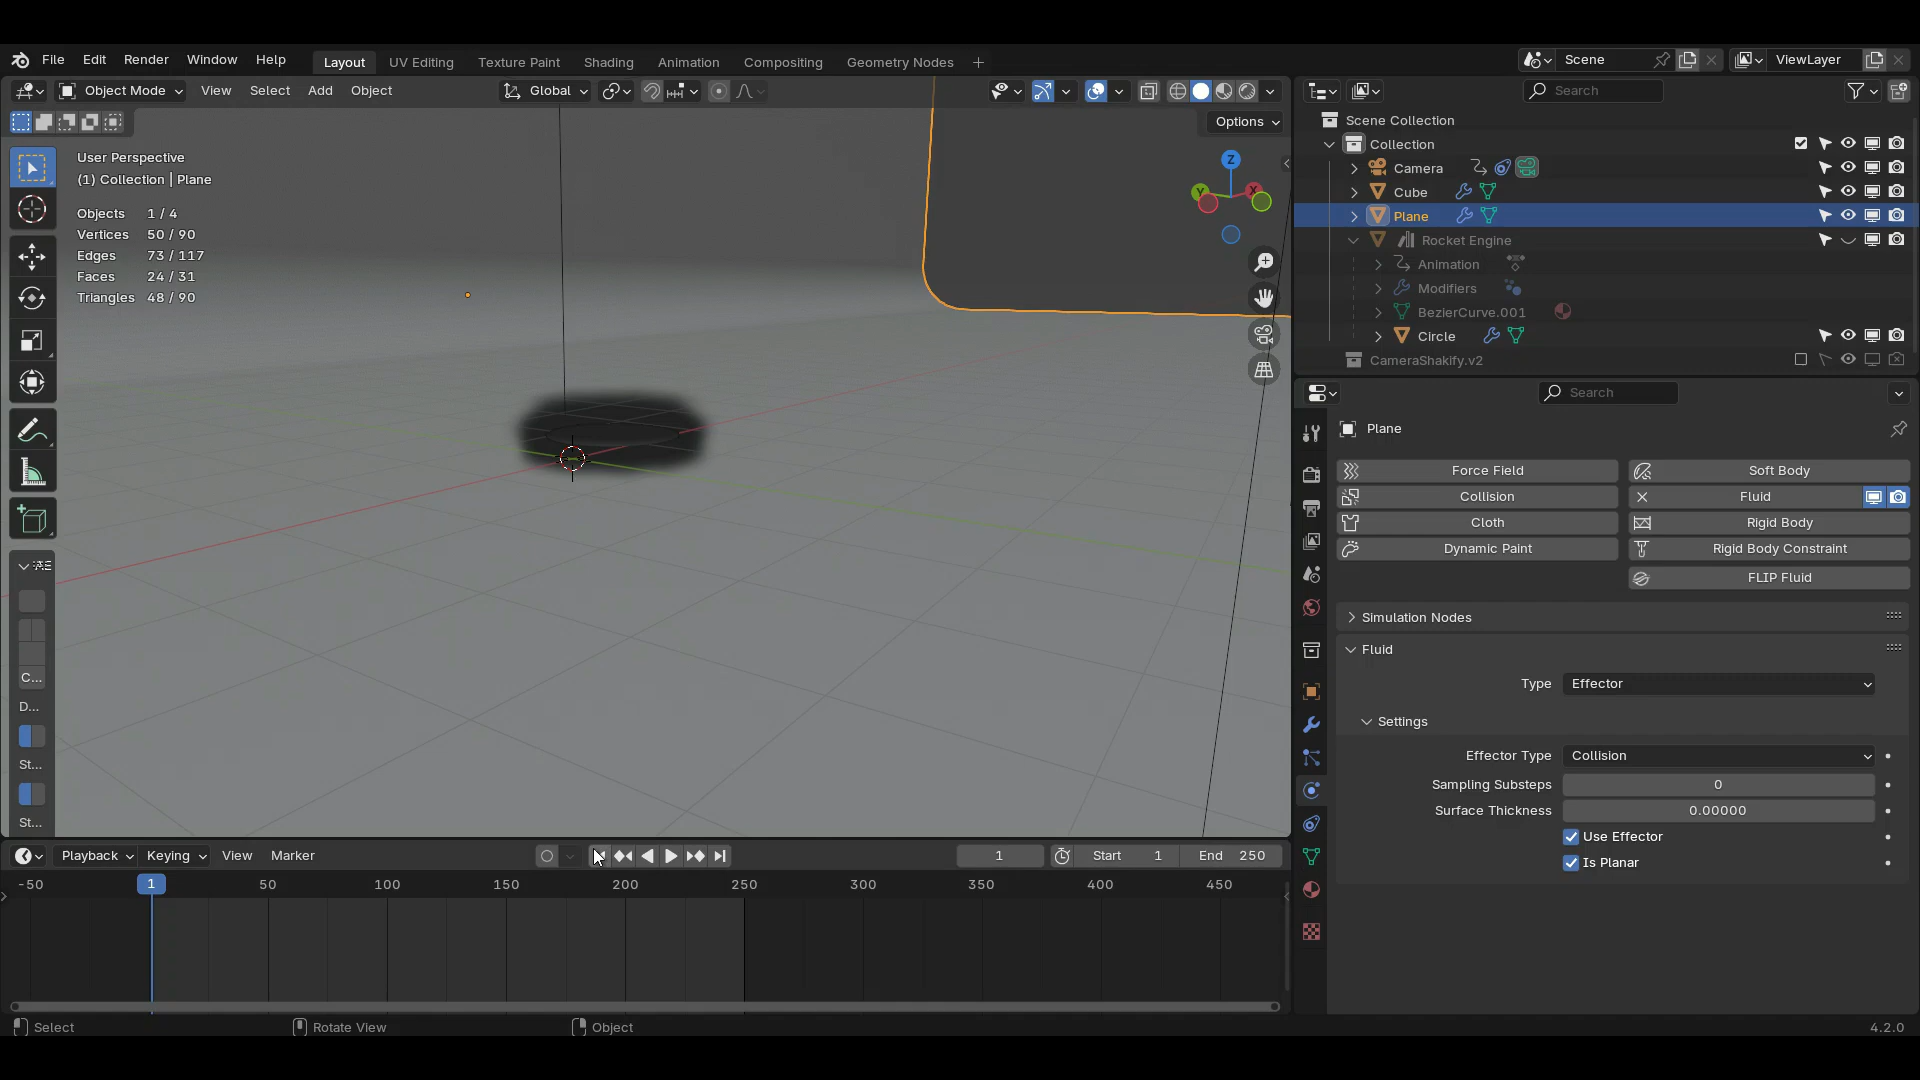 File Edit Render Window Help Layout UV Editing Texture Paint Shading Animation Compositing Geometry Nodes + Scene ViewLayer
Object Mode View Select Add Object Global Search
Options
User Perspective
(1) Collection | Plane
Objects 1 / 4
Vertices 50 / 90
Edges 73 / 117
Faces 24 / 31
Triangles 48 / 90
Z
Y
X
C...
D...
St...
St...
Scene Collection
Collection
Camera
Cube
Plane
Rocket Engine
Animation
Modifiers
BezierCurve.001
Circle
CameraShakify.v2
Search
Plane
Force Field Soft Body
Collision Fluid
Cloth Rigid Body
Dynamic Paint Rigid Body Constraint
FLIP Fluid
Simulation Nodes
Fluid
Type Effector
Settings
Effector Type Collision
Sampling Substeps 0
Surface Thickness 0.00000
Use Effector
Is Planar
Playback Keying View Marker 1 Start 1 End 250
-50 1 50 100 150 200 250 300 350 400 450
Select Rotate View Object 4.2.0